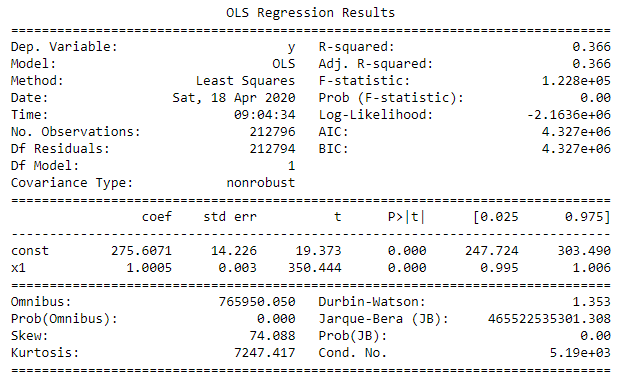 OLS Regression Results
==============================================================================
Dep. Variable:                      y   R-squared:                       0.366
Model:                            OLS   Adj. R-squared:                  0.366
Method:                 Least Squares   F-statistic:                 1.228e+05
Date:                Sat, 18 Apr 2020   Prob (F-statistic):               0.00
Time:                        09:04:34   Log-Likelihood:            -2.1636e+06
No. Observations:              212796   AIC:                         4.327e+06
Df Residuals:                  212794   BIC:                         4.327e+06
Df Model:                           1
Covariance Type:            nonrobust
==============================================================================
                 coef    std err          t      P>|t|      [0.025      0.975]
------------------------------------------------------------------------------
const        275.6071     14.226     19.373      0.000     247.724     303.490
x1             1.0005      0.003    350.444      0.000       0.995       1.006
==============================================================================
Omnibus:                   765950.050   Durbin-Watson:                   1.353
Prob(Omnibus):                  0.000   Jarque-Bera (JB):     465522535301.308
Skew:                          74.088   Prob(JB):                         0.00
Kurtosis:                    7247.417   Cond. No.                     5.19e+03
==============================================================================